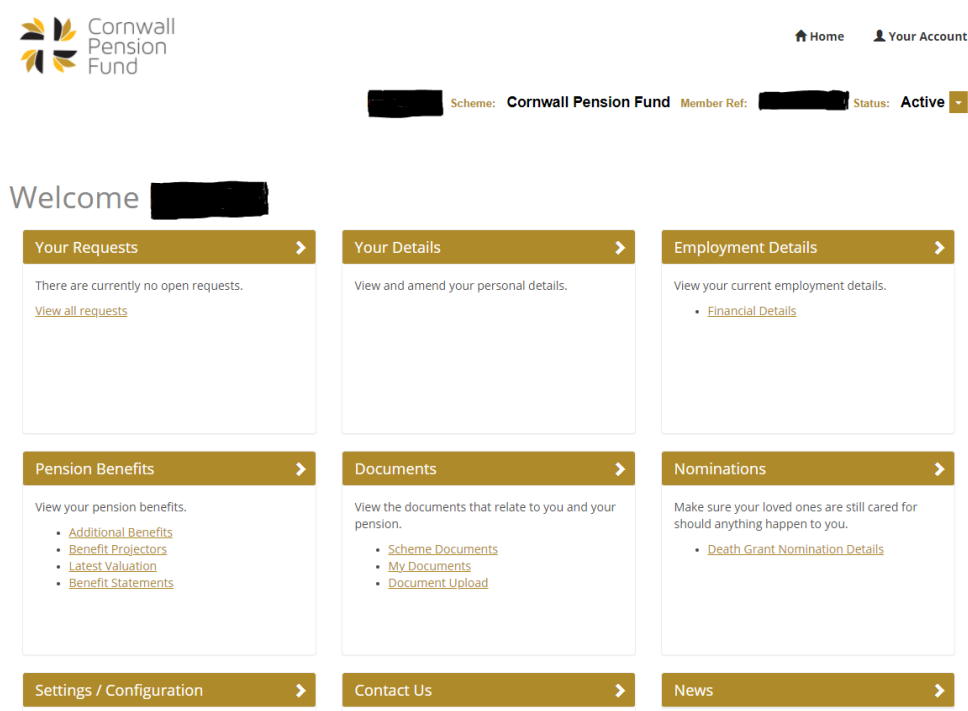 Cornwall
Pension
Fund
Home Your Account
Scheme: Cornwall Pension Fund Member Ref: Status: Active
Welcome
Your Requests
There are currently no open requests.
View all requests
Your Details
View and amend your personal details.
Employment Details
View your current employment details.
• Financial Details
Pension Benefits
View your pension benefits.
• Additional Benefits
• Benefit Projectors
• Latest Valuation
• Benefit Statements
Documents
View the documents that relate to you and your
pension.
• Scheme Documents
• My Documents
• Document Upload
Nominations
Make sure your loved ones are still cared for
should anything happen to you.
• Death Grant Nomination Details
Settings / Configuration
Contact Us
News